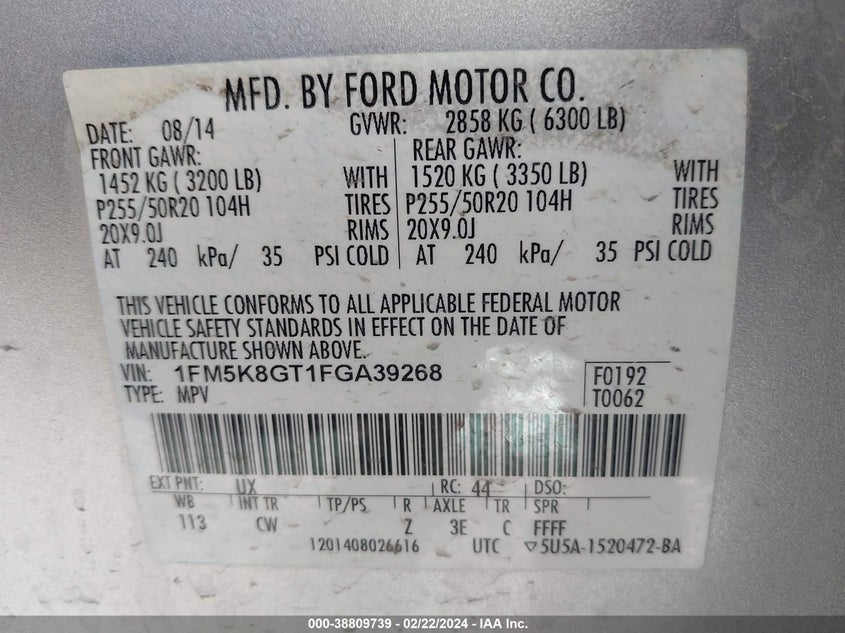 MFD. BY FORD MOTOR CO.
DATE: 08/14 GVWR: 2858 KG ( 6300 LB)
FRONT GAWR: REAR GAWR:
1452 KG ( 3200 LB) WITH 1520 KG ( 3350 LB) WITH
P255/50R20 104H TIRES P255/50R20 104H TIRES
20X9.0J RIMS 20X9.0J RIMS
AT 240 kPa/ 35 PSI COLD AT 240 kPa/ 35 PSI COLD
THIS VEHICLE CONFORMS TO ALL APPLICABLE FEDERAL MOTOR
VEHICLE SAFETY STANDARDS IN EFFECT ON THE DATE OF
MANUFACTURE SHOWN ABOVE.
VIN: 1FM5K8GT1FGA39268 F0192
TYPE: MPV T0062
EXT PNT: UX RC: 44 DSO:
WB INT TR TP/PS R AXLE TR SPR
113 CW Z 3E C FFFF
1201408026616 UTC ▽5U5A-1520472-BA
000-38809739 - 02/22/2024 - IAA Inc.